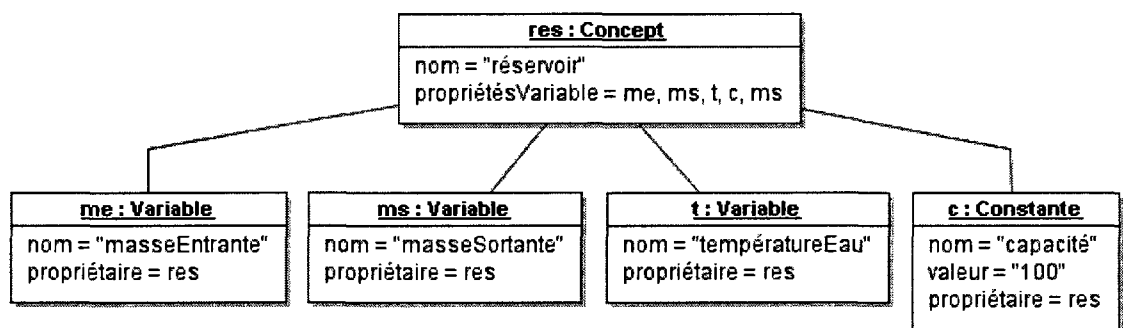 res : Concept
nom = "réservoir"
propriétésVariable = me, ms, t, c, ms
me : Variable
nom = "masseEntrante"
propriétaire = res
ms : Variable
nom = "masseSortante"
propriétaire = res
t : Variable
nom = "températureEau"
propriétaire = res
c : Constante
nom = "capacité"
valeur = "100"
propriétaire = res